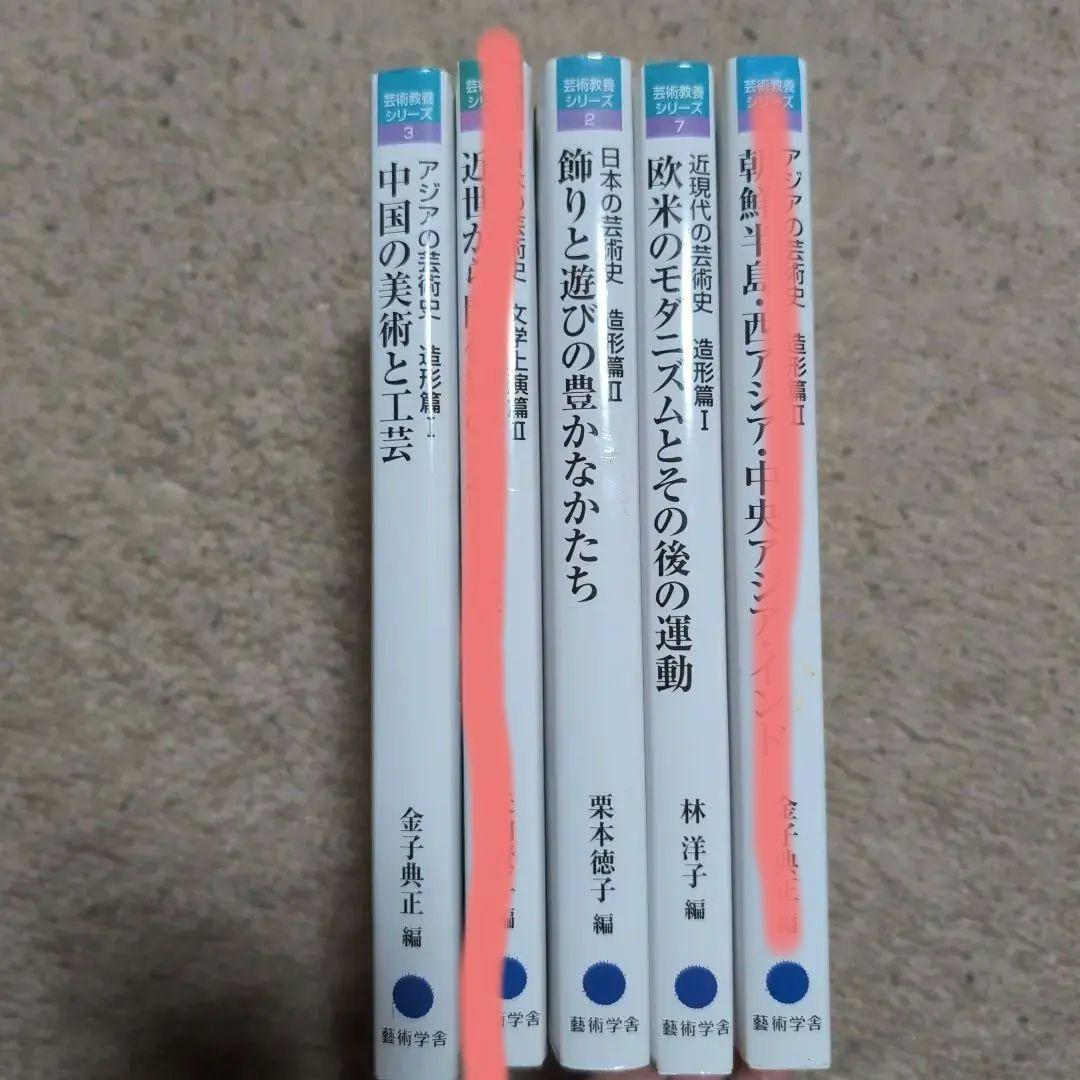 芸術教養
シリーズ
3
アジアの芸術史 造形篇I
中国の美術と工芸
金子典正 編
藝術学舎
芸術
シリ
芸術史 文学上演篇II
近世から
編
術学舎
芸術教養
シリーズ
2
日本の芸術史 造形篇II
飾りと遊びの豊かなかたち
栗本徳子 編
藝術学舎
芸術教養
シリーズ
7
近現代の芸術史 造形篇I
欧米のモダニズムとその後の運動
林 洋子 編
藝術学舎
芸術教養
シリーズ
アジアの芸術史 造形篇II
朝鮮半島・西アジア・中央アジア・インド
金子典正 編
藝術学舎